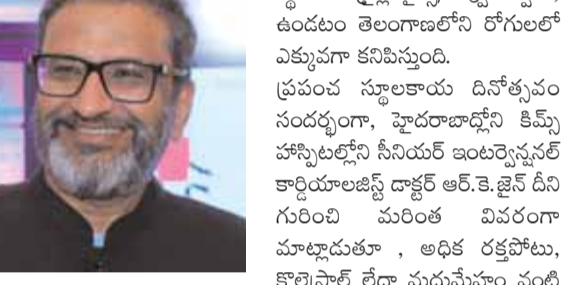 ఉండటం తెలంగాణలోని రోగులలో
ఎక్కువగా కనిపిస్తుంది.
ప్రపంచ స్థూలకాయ దినోత్సవం
సందర్భంగా, హైదరాబాద్లోని కిమ్స్
హాస్పిటల్లోని సీనియర్ ఇంటర్వెన్షనల్
కార్డియాలజిస్ట్ డాక్టర్ ఆర్.కె.జైన్ దీని
గురించి మరింత వివరంగా
మాట్లాడుతూ , అధిక రక్తపోటు,
కొలెస్ట్రాల్ లేదా మధుమేహం వంటి